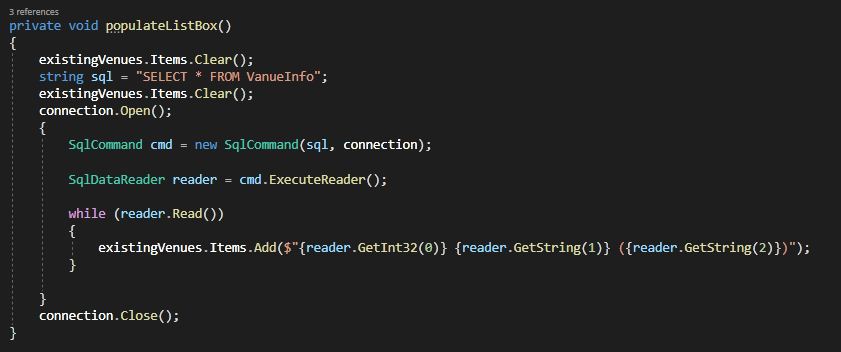 3 references
private void populateListBox()
{
existingVenues.Items.Clear();
string sql = "SELECT * FROM VanueInfo";
existingVenues.Items.Clear();
connection.Open();
{
SqlCommand cmd = new SqlCommand(sql, connection);
SqlDataReader reader = cmd.ExecuteReader();
while (reader.Read())
{
existingVenues.Items.Add($"{reader.GetInt32(0)} {reader.GetString(1)} ({reader.GetString(2)})");
}
}
connection.Close();
}